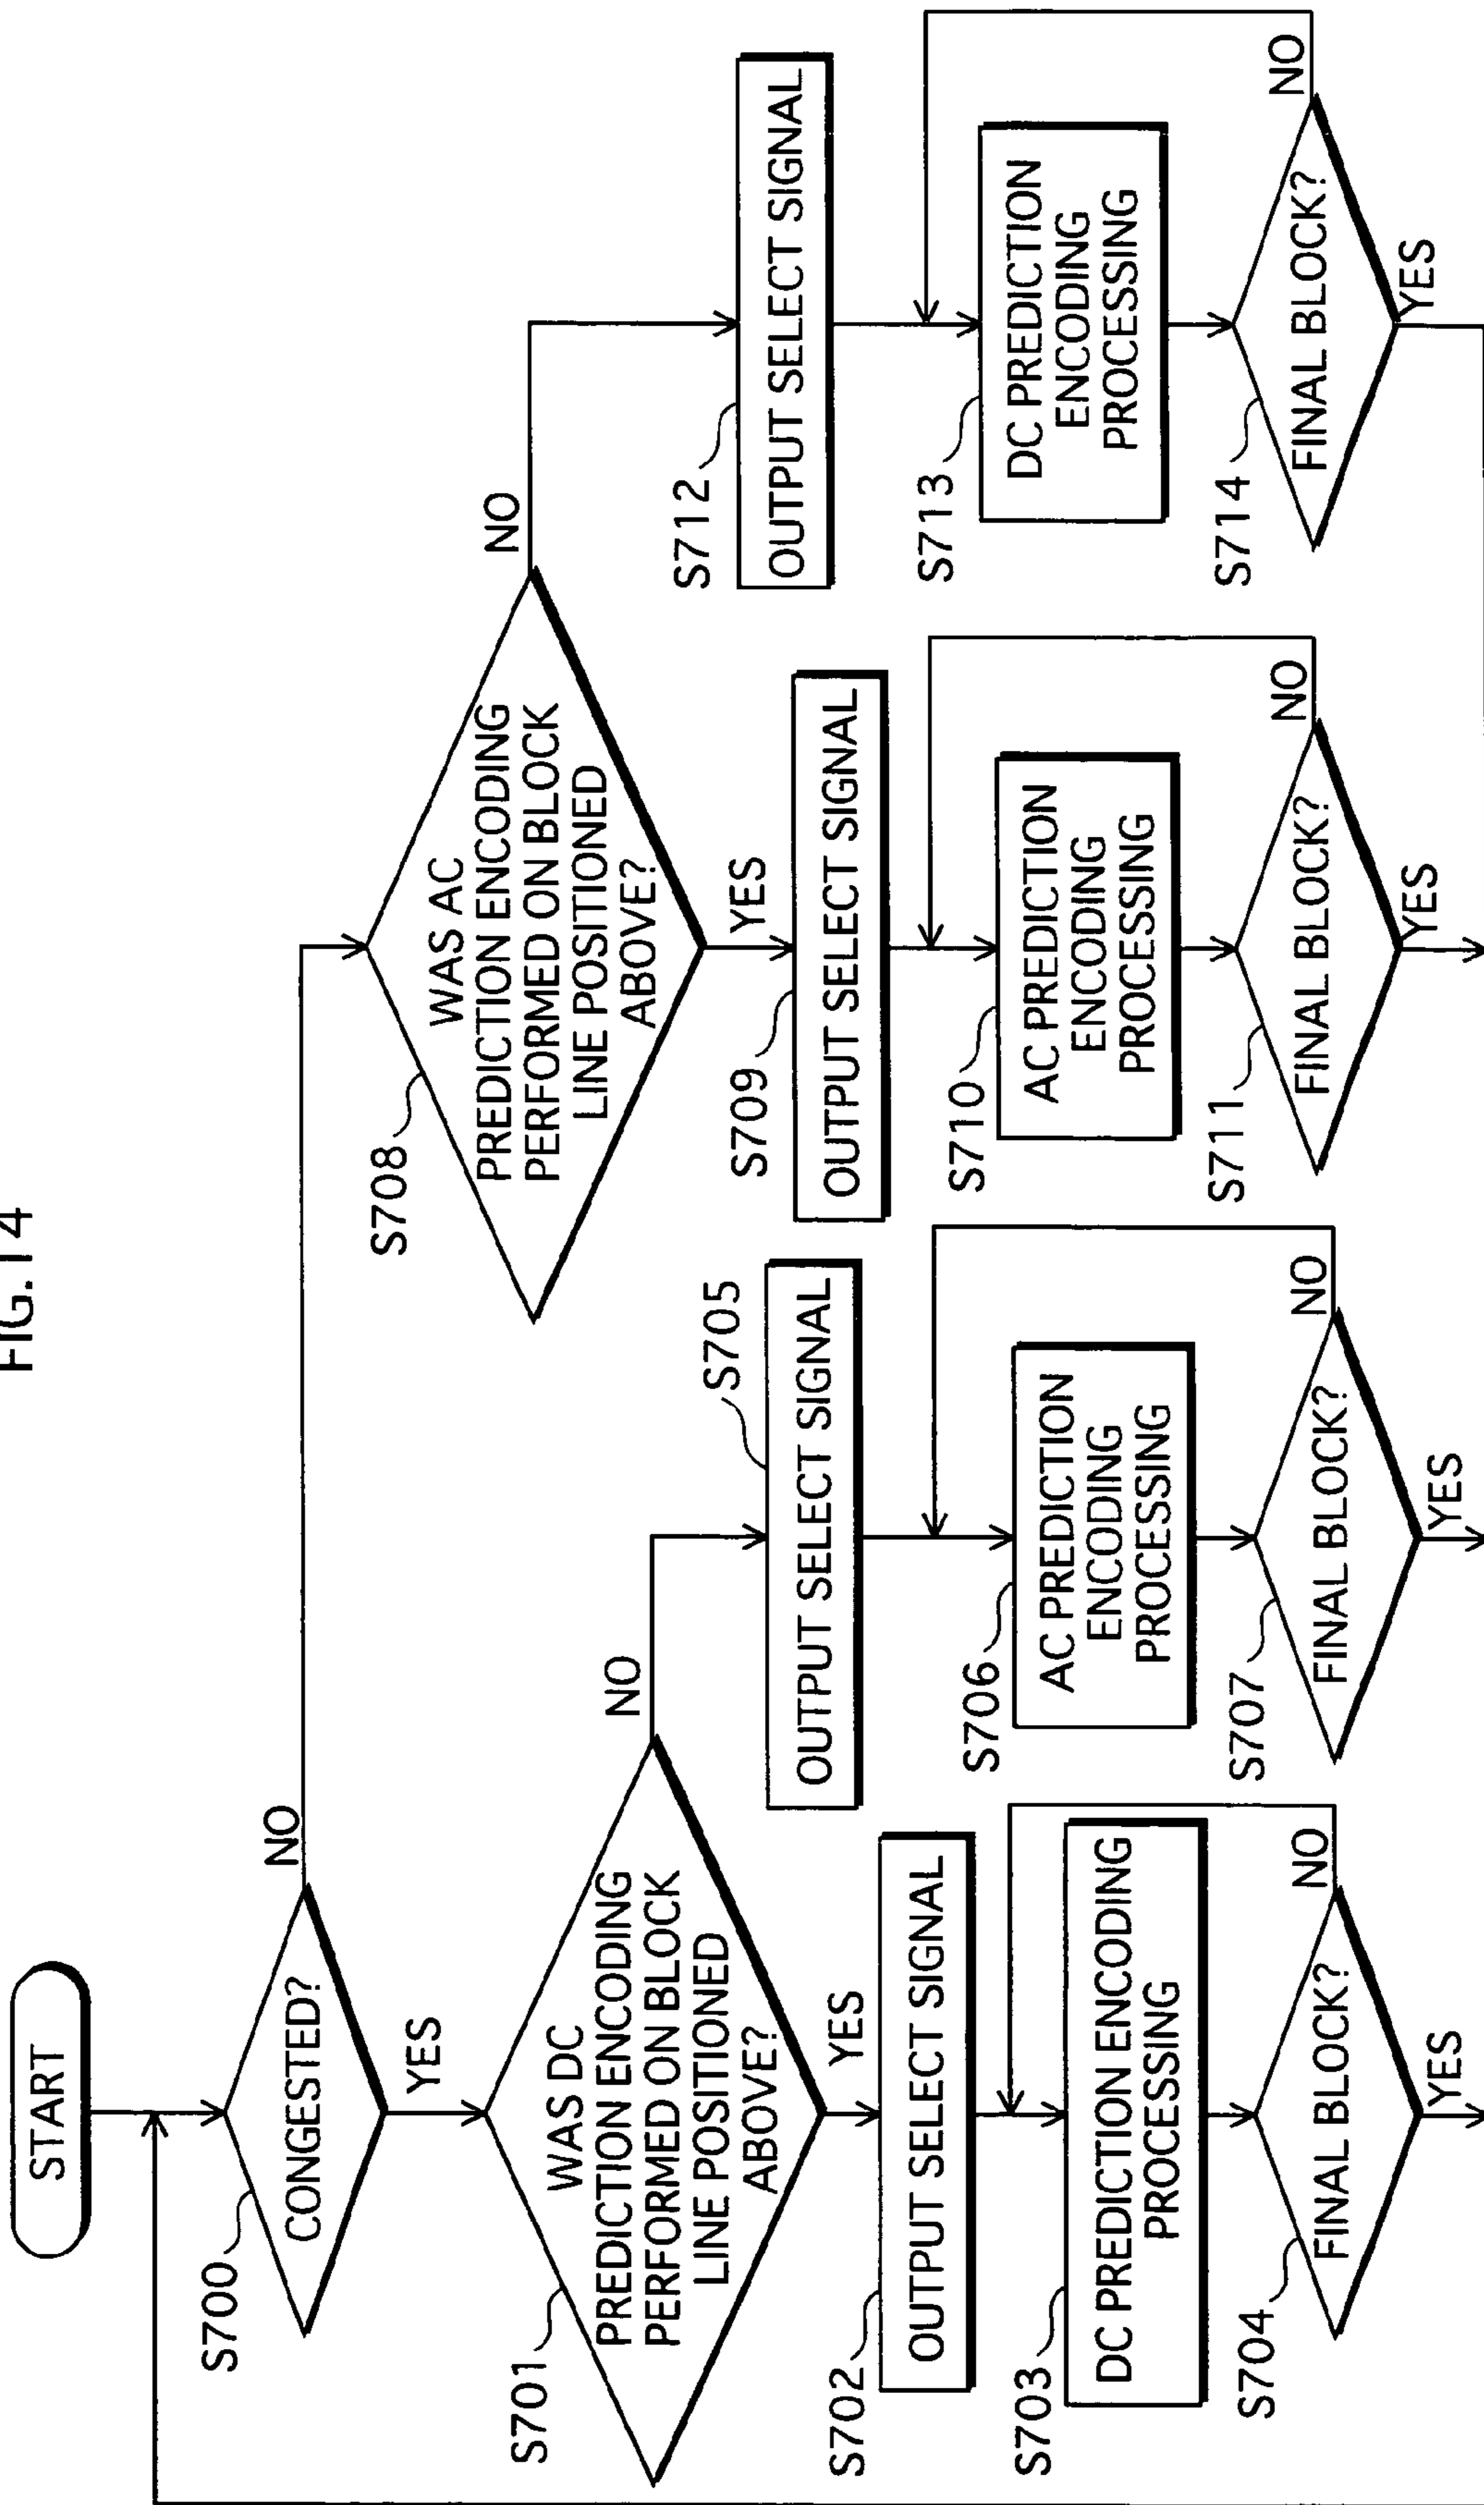 FIG.14
START
S700
CONGESTED?
NO
YES
S701
WAS DC
PREDICTION ENCODING
PERFORMED ON BLOCK
LINE POSITIONED
ABOVE?
NO
YES
S702
OUTPUT SELECT SIGNAL
S703
DC PREDICTION ENCODING
PROCESSING
S704
FINAL BLOCK?
NO
YES
S705
OUTPUT SELECT SIGNAL
S706
AC PREDICTION
ENCODING
PROCESSING
S707
FINAL BLOCK?
NO
YES
S708
WAS AC
PREDICTION ENCODING
PERFORMED ON BLOCK
LINE POSITIONED
ABOVE?
NO
YES
S709
OUTPUT SELECT SIGNAL
S710
AC PREDICTION
ENCODING
PROCESSING
S711
FINAL BLOCK?
NO
YES
S712
OUTPUT SELECT SIGNAL
S713
DC PREDICTION
ENCODING
PROCESSING
S714
FINAL BLOCK?
NO
YES